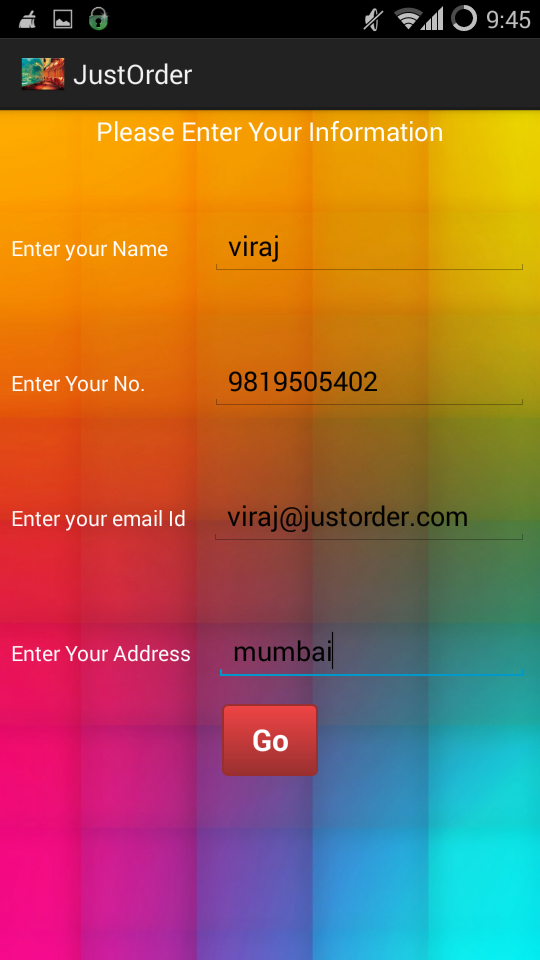 9:45
JustOrder
Please Enter Your Information
Enter your Name viraj
Enter Your No. 9819505402
Enter your email Id viraj@justorder.com
Enter Your Address mumbai
Go